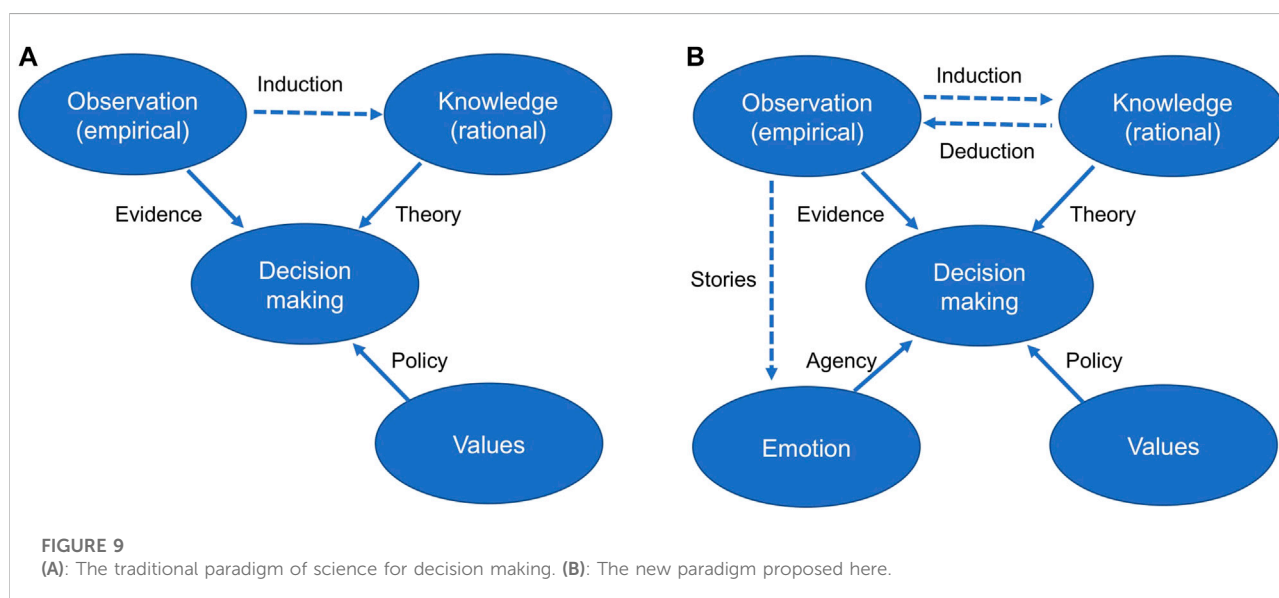 A
Observation
(empirical)
Induction
Knowledge
(rational)
Evidence
Theory
Decision
making
Policy
Values
B
Observation
(empirical)
Induction
Deduction
Knowledge
(rational)
Evidence
Theory
Stories
Decision
making
Agency
Policy
Emotion
Values
FIGURE 9
(A): The traditional paradigm of science for decision making. (B): The new paradigm proposed here.